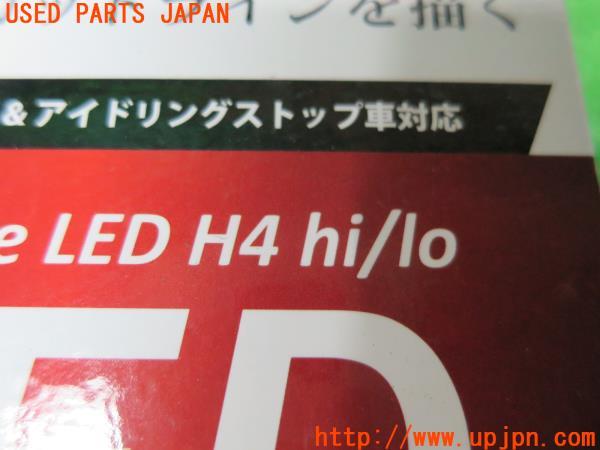 USED PARTS JAPAN
インを描く
&アイドリングストップ車対応
e LED H4 hi/lo
ED
http://www.upjpn.com